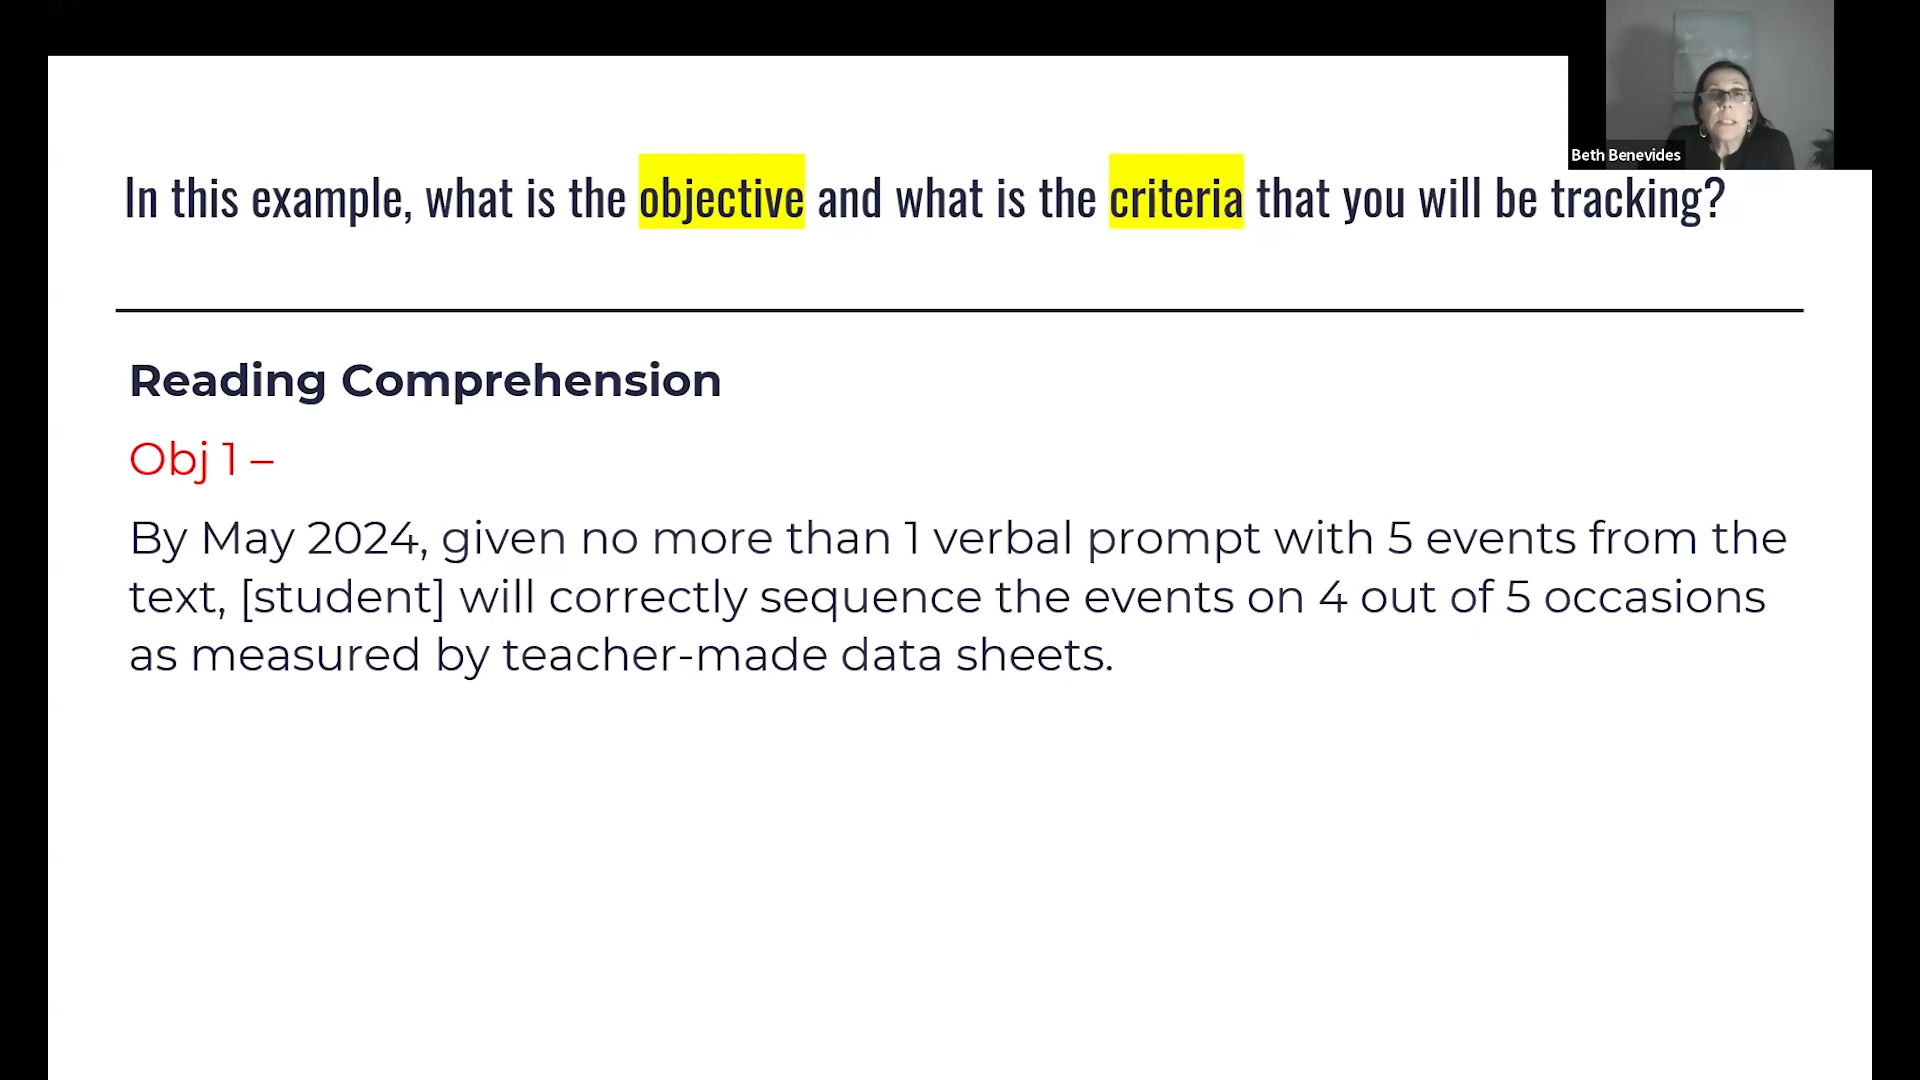 Beth Benevides
In this example, what is the objective and what is the criteria that you will be tracking?
Reading Comprehension
Obj 1 –
By May 2024, given no more than 1 verbal prompt with 5 events from the
text, [student] will correctly sequence the events on 4 out of 5 occasions
as measured by teacher-made data sheets.